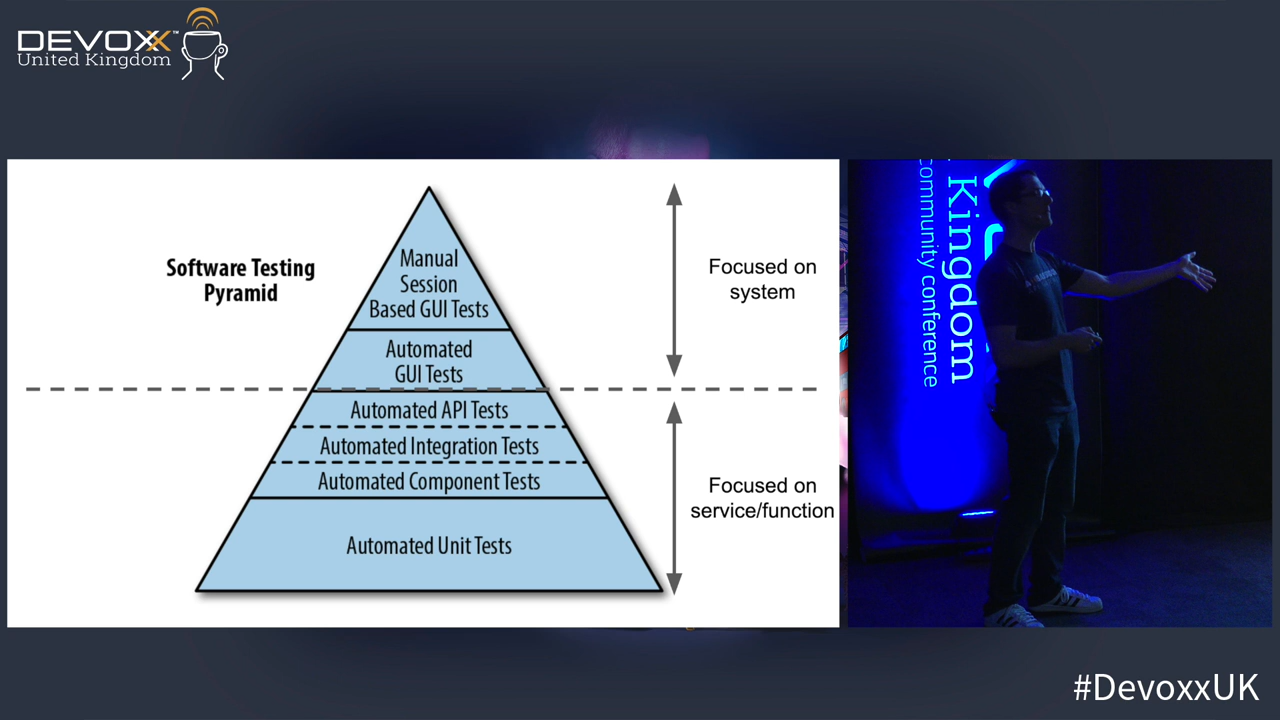 DEVOXX™
United Kingdom
Software Testing
Pyramid
Manual
Session
Based GUI Tests
Automated
GUI Tests
Automated API Tests
Automated Integration Tests
Automated Component Tests
Automated Unit Tests
Focused on
system
Focused on
service/function
Kingdom
community conference
#DevoxxUK